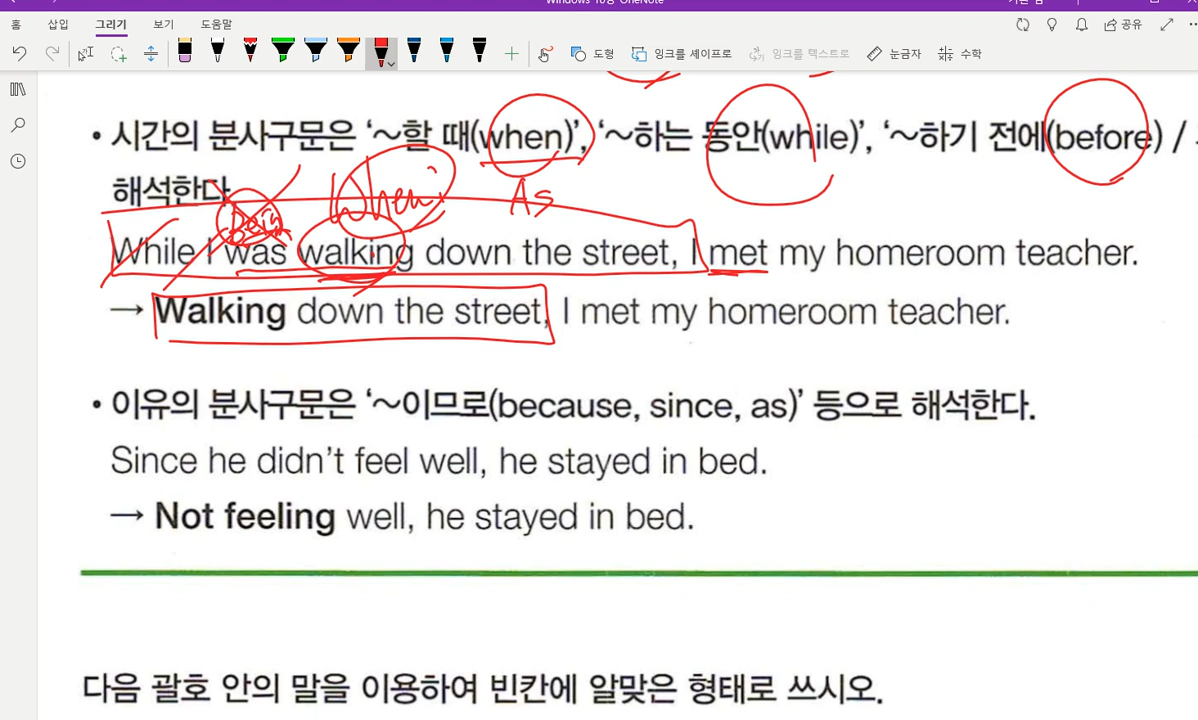 Windows 10용 OneNote
홈 삽입 그리기 보기 도움말
공유
도형 잉크를 셰이프로 잉크를 텍스트로 눈금자 수학
• 시간의 분사구문은 ‘~할 때(when)’, ‘~하는 동안(while)’, ‘~하기 전에(before) /
해석한다
When
As
Being
While I was walking down the street, I met my homeroom teacher.
→ Walking down the street, I met my homeroom teacher.
• 이유의 분사구문은 ‘~이므로(because, since, as)’ 등으로 해석한다.
Since he didn’t feel well, he stayed in bed.
→ Not feeling well, he stayed in bed.
다음 괄호 안의 말을 이용하여 빈칸에 알맞은 형태로 쓰시오.